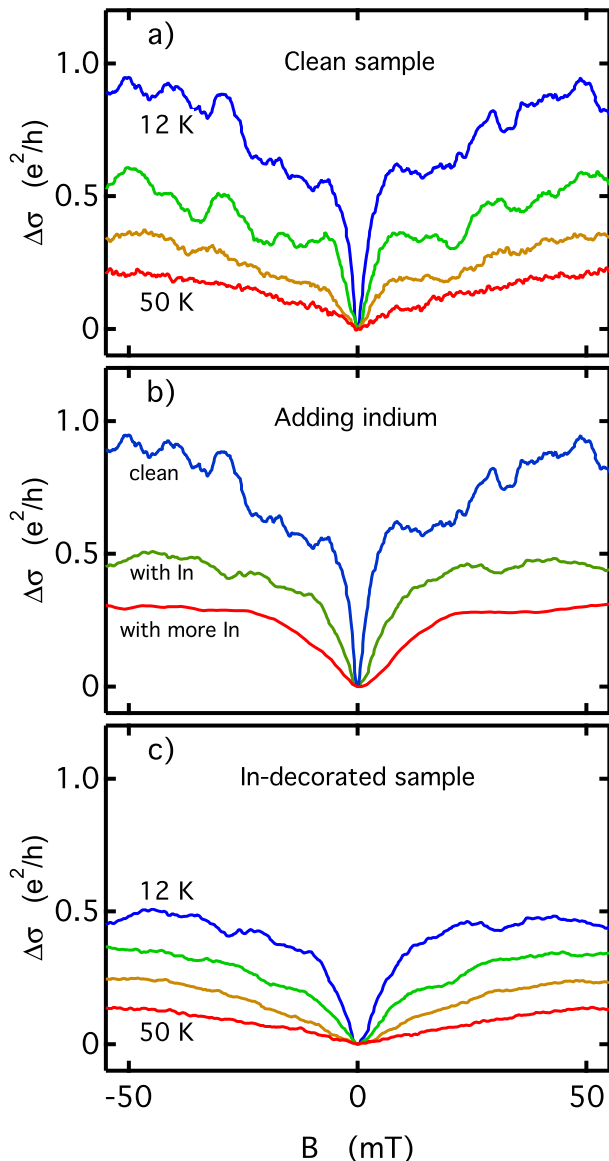 a)
Clean sample
1.0
12 K
0.5
50 K
0
Δσ (e²/h)
b)
Adding indium
1.0
clean
0.5
with In
with more In
0
Δσ (e²/h)
c)
In-decorated sample
1.0
12 K
0.5
50 K
0
Δσ (e²/h)
-50 0 50
B (mT)